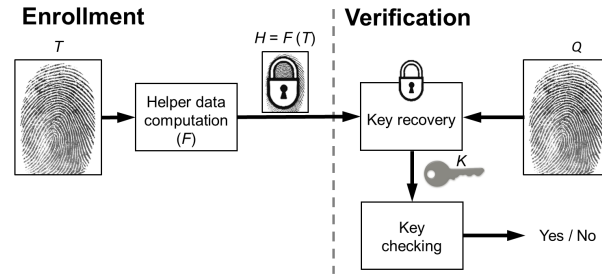 Enrollment
T
Helper data
computation
(F)
H = F (T)
Verification
Key recovery
Q
K
Key
checking
Yes / No